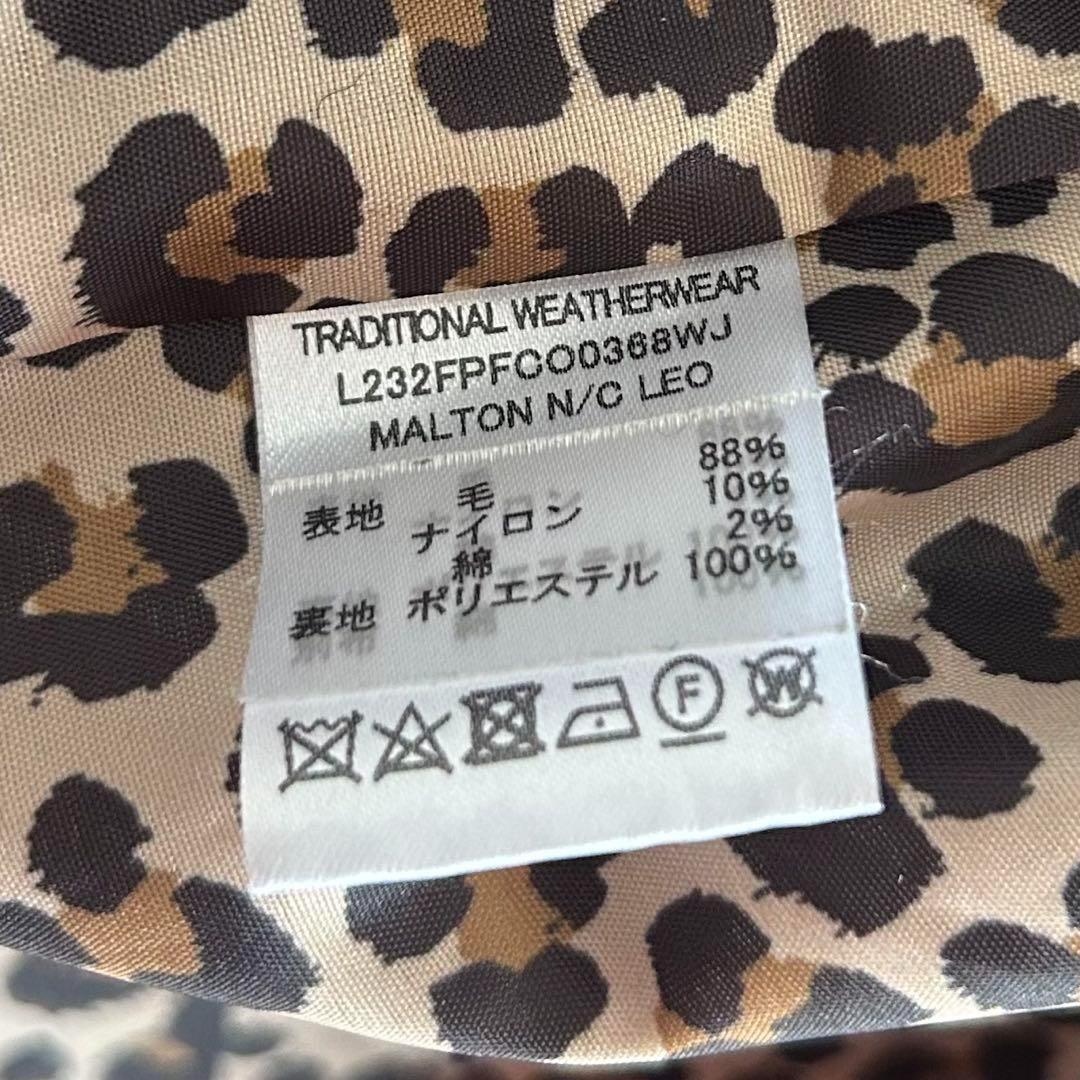 TRADITIONAL WEATHERWEAR
L232FPFCO0368WJ
MALTON N/C LEO
表地 毛 88%
ナイロン 10%
綿 2%
裏地 ポリエステル 100%
F
W